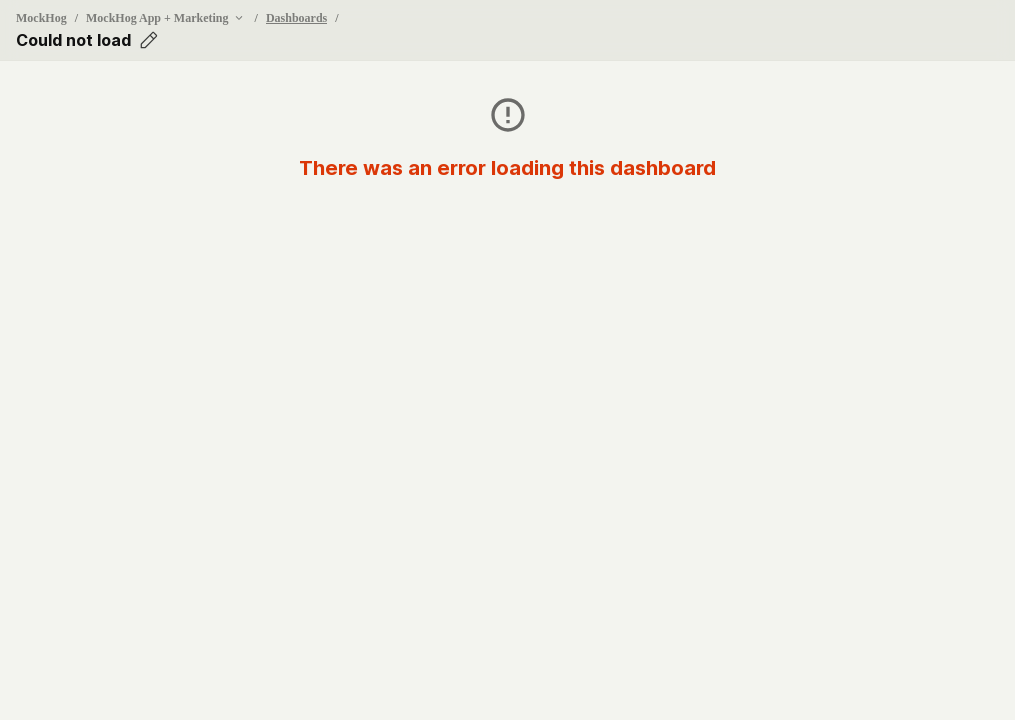 MockHog / MockHog App + Marketing / Dashboards /
Could not load
There was an error loading this dashboard